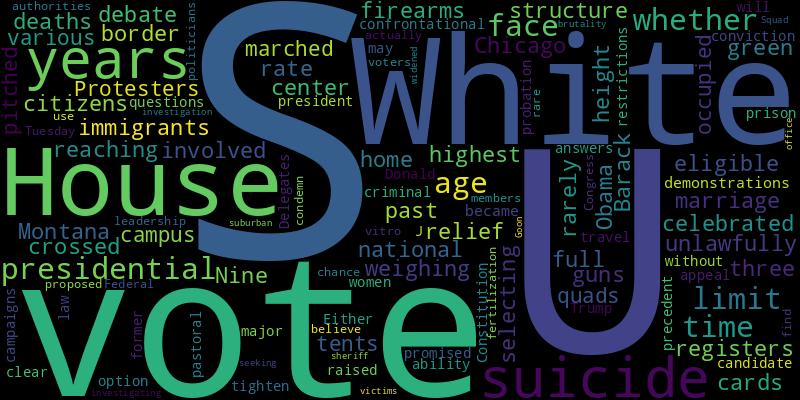 authorities
deaths
debate
various
border
years
pitched
Protesters
citizens
questions
use
investigation
Tuesday
immigrants
reaching
involved
politicians
S
marched
rate
center
president
firearms
confrontational
actually
may
voters
widened
White
face
structure
brutality
Chicago
whether
will
Squad
conviction
green
probation
rare
height
restrictions
occupied
prison
office
House
Delegates
condemn
home
highest
Donald
age
criminal
members
past
became
vitro
J
relief
Goon
answers
rarely
Congress
Obama
Barack
travel
eligible
demonstrations
marriage
celebrated
unlawfully
Montana
leadership
suburban
crossed
campus
national
weighing
selecting
U
full
guns
quads
Trump
without
appeal
three
presidential
Nine
proposed
Federal
chance
women
Constitution
fertilization
precedent
limit
time
find
campaigns
law
former
pastoral
vote
major
Either
believe
tents
sheriff
promised
ability
registers
candidate
cards
clear
option
investigating
tighten
seeking
raised
victims
suicide